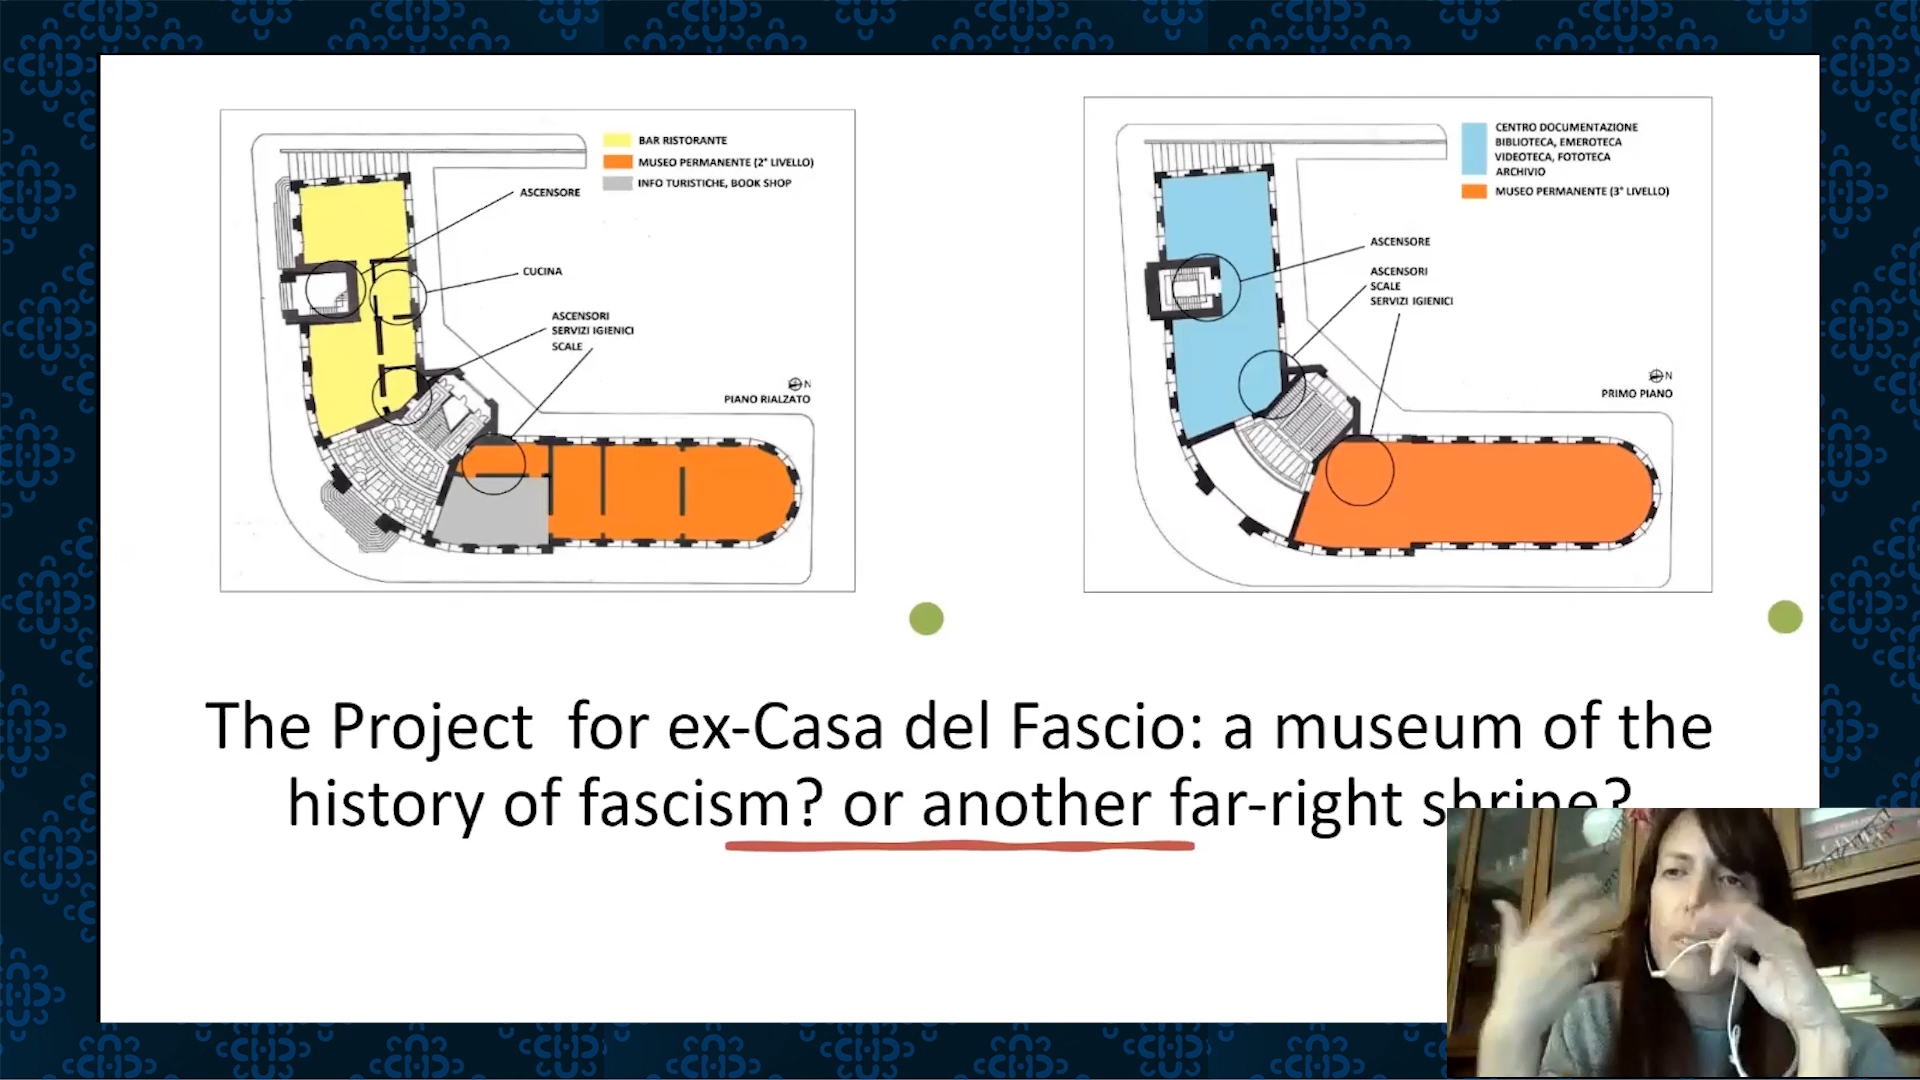 BAR RISTORANTE
MUSEO PERMANENTE (2° LIVELLO)
INFO TURISTICHE, BOOK SHOP
ASCENSORE
CUCINA
ASCENSORI
SERVIZI IGIENICI
SCALE
N
PIANO RIALZATO
CENTRO DOCUMENTAZIONE
BIBLIOTECA, EMEROTECA
VIDEOTECA, FOTOTECA
ARCHIVIO
MUSEO PERMANENTE (3° LIVELLO)
ASCENSORE
ASCENSORI
SCALE
SERVIZI IGIENICI
N
PRIMO PIANO
The Project for ex-Casa del Fascio: a museum of the
history of fascism? or another far-right shrine?